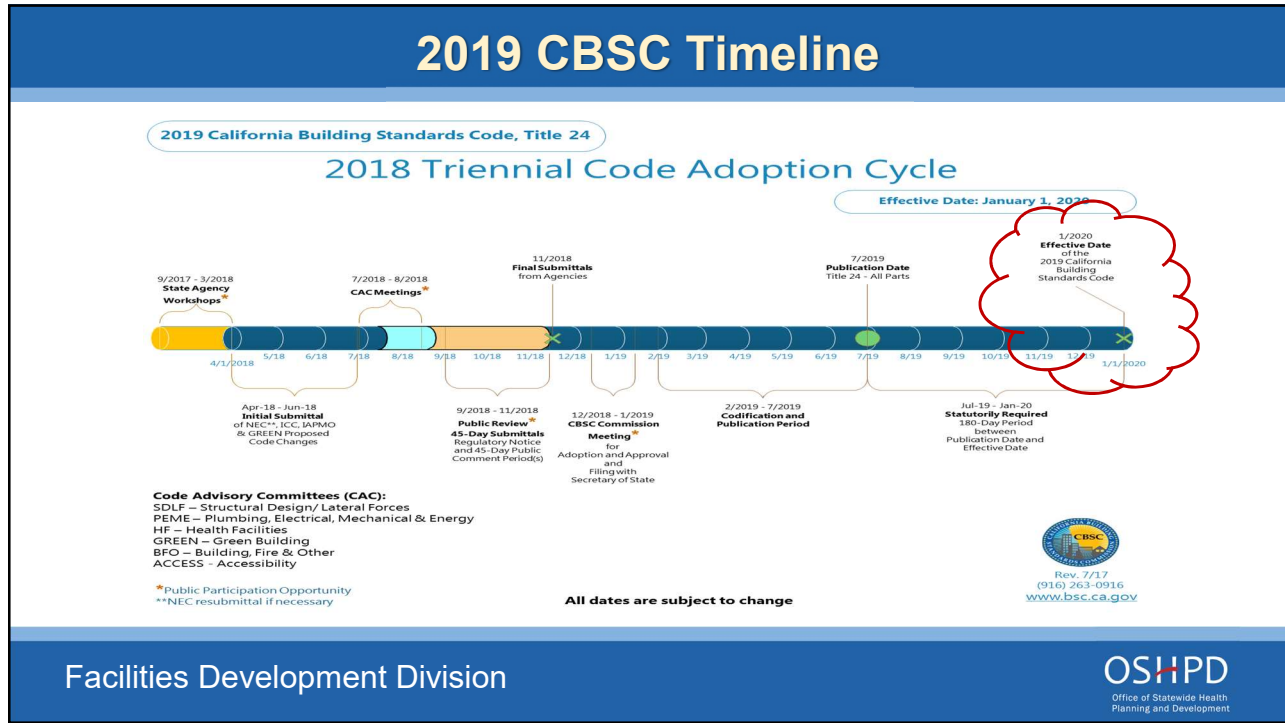 2019 CBSC Timeline
2019 California Building Standards Code, Title 24
2018 Triennial Code Adoption Cycle
Effective Date: January 1, 2020
9/2017 - 3/2018
State Agency
Workshops*
7/2018 - 8/2018
CAC Meetings*
11/2018
Final Submittals
from Agencies
7/2019
Publication Date
Title 24 - All Parts
1/2020
Effective Date
of the
2019 California
Building
Standards Code
4/1/2018
5/18
6/18
7/18
8/18
9/18
10/18
11/18
12/18
1/19
2/19
3/19
4/19
5/19
6/19
7/19
8/19
9/19
10/19
11/19
12/19
1/1/2020
Apr-18 - Jun-18
Initial Submittal
of NEC**, ICC, IAPMO
& GREEN Proposed
Code Changes
9/2018 - 11/2018
Public Review*
45-Day Submittals
Regulatory Notice
and 45-Day Public
Comment Period(s)
12/2018 - 1/2019
CBSC Commission
Meeting*
for
Adoption and Approval
and
Filing with
Secretary of State
2/2019 - 7/2019
Codification and
Publication Period
Jul-19 - Jan-20
Statutorily Required
180-Day Period
between
Publication Date and
Effective Date
Code Advisory Committees (CAC):
SDLF – Structural Design/ Lateral Forces
PEME – Plumbing, Electrical, Mechanical & Energy
HF – Health Facilities
GREEN – Green Building
BFO – Building, Fire & Other
ACCESS - Accessibility
*Public Participation Opportunity
**NEC resubmittal if necessary
All dates are subject to change
CBSC
Rev. 7/17
(916) 263-0916
www.bsc.ca.gov
Facilities Development Division
OSHPD
Office of Statewide Health
Planning and Development